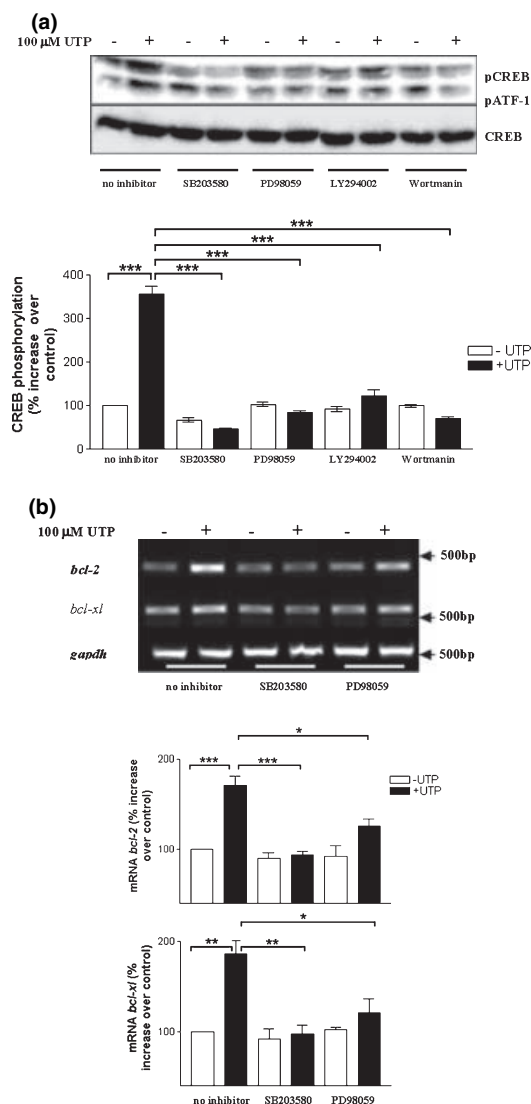 (a)
100 μM UTP - + - + - + - + - +
pCREB
pATF-1
CREB
no inhibitor SB203580 PD98059 LY294002 Wortmanin
***
***
***
*** ***
CREB phosphorylation
(% increase over
control)
400
300
200
100
0
- UTP
+UTP
no inhibitor SB203580 PD98059 LY294002 Wortmanin
(b)
100 μM UTP - + - + - +
500bp
bcl-2
bcl-xl
500bp
gapdh
500bp
no inhibitor SB203580 PD98059
*
*** ***
mRNA bcl-2 (% increase
over control)
200
100
-UTP
+UTP
*
** **
mRNA bcl-xl (%
increase over control)
200
100
no inhibitor SB203580 PD98059